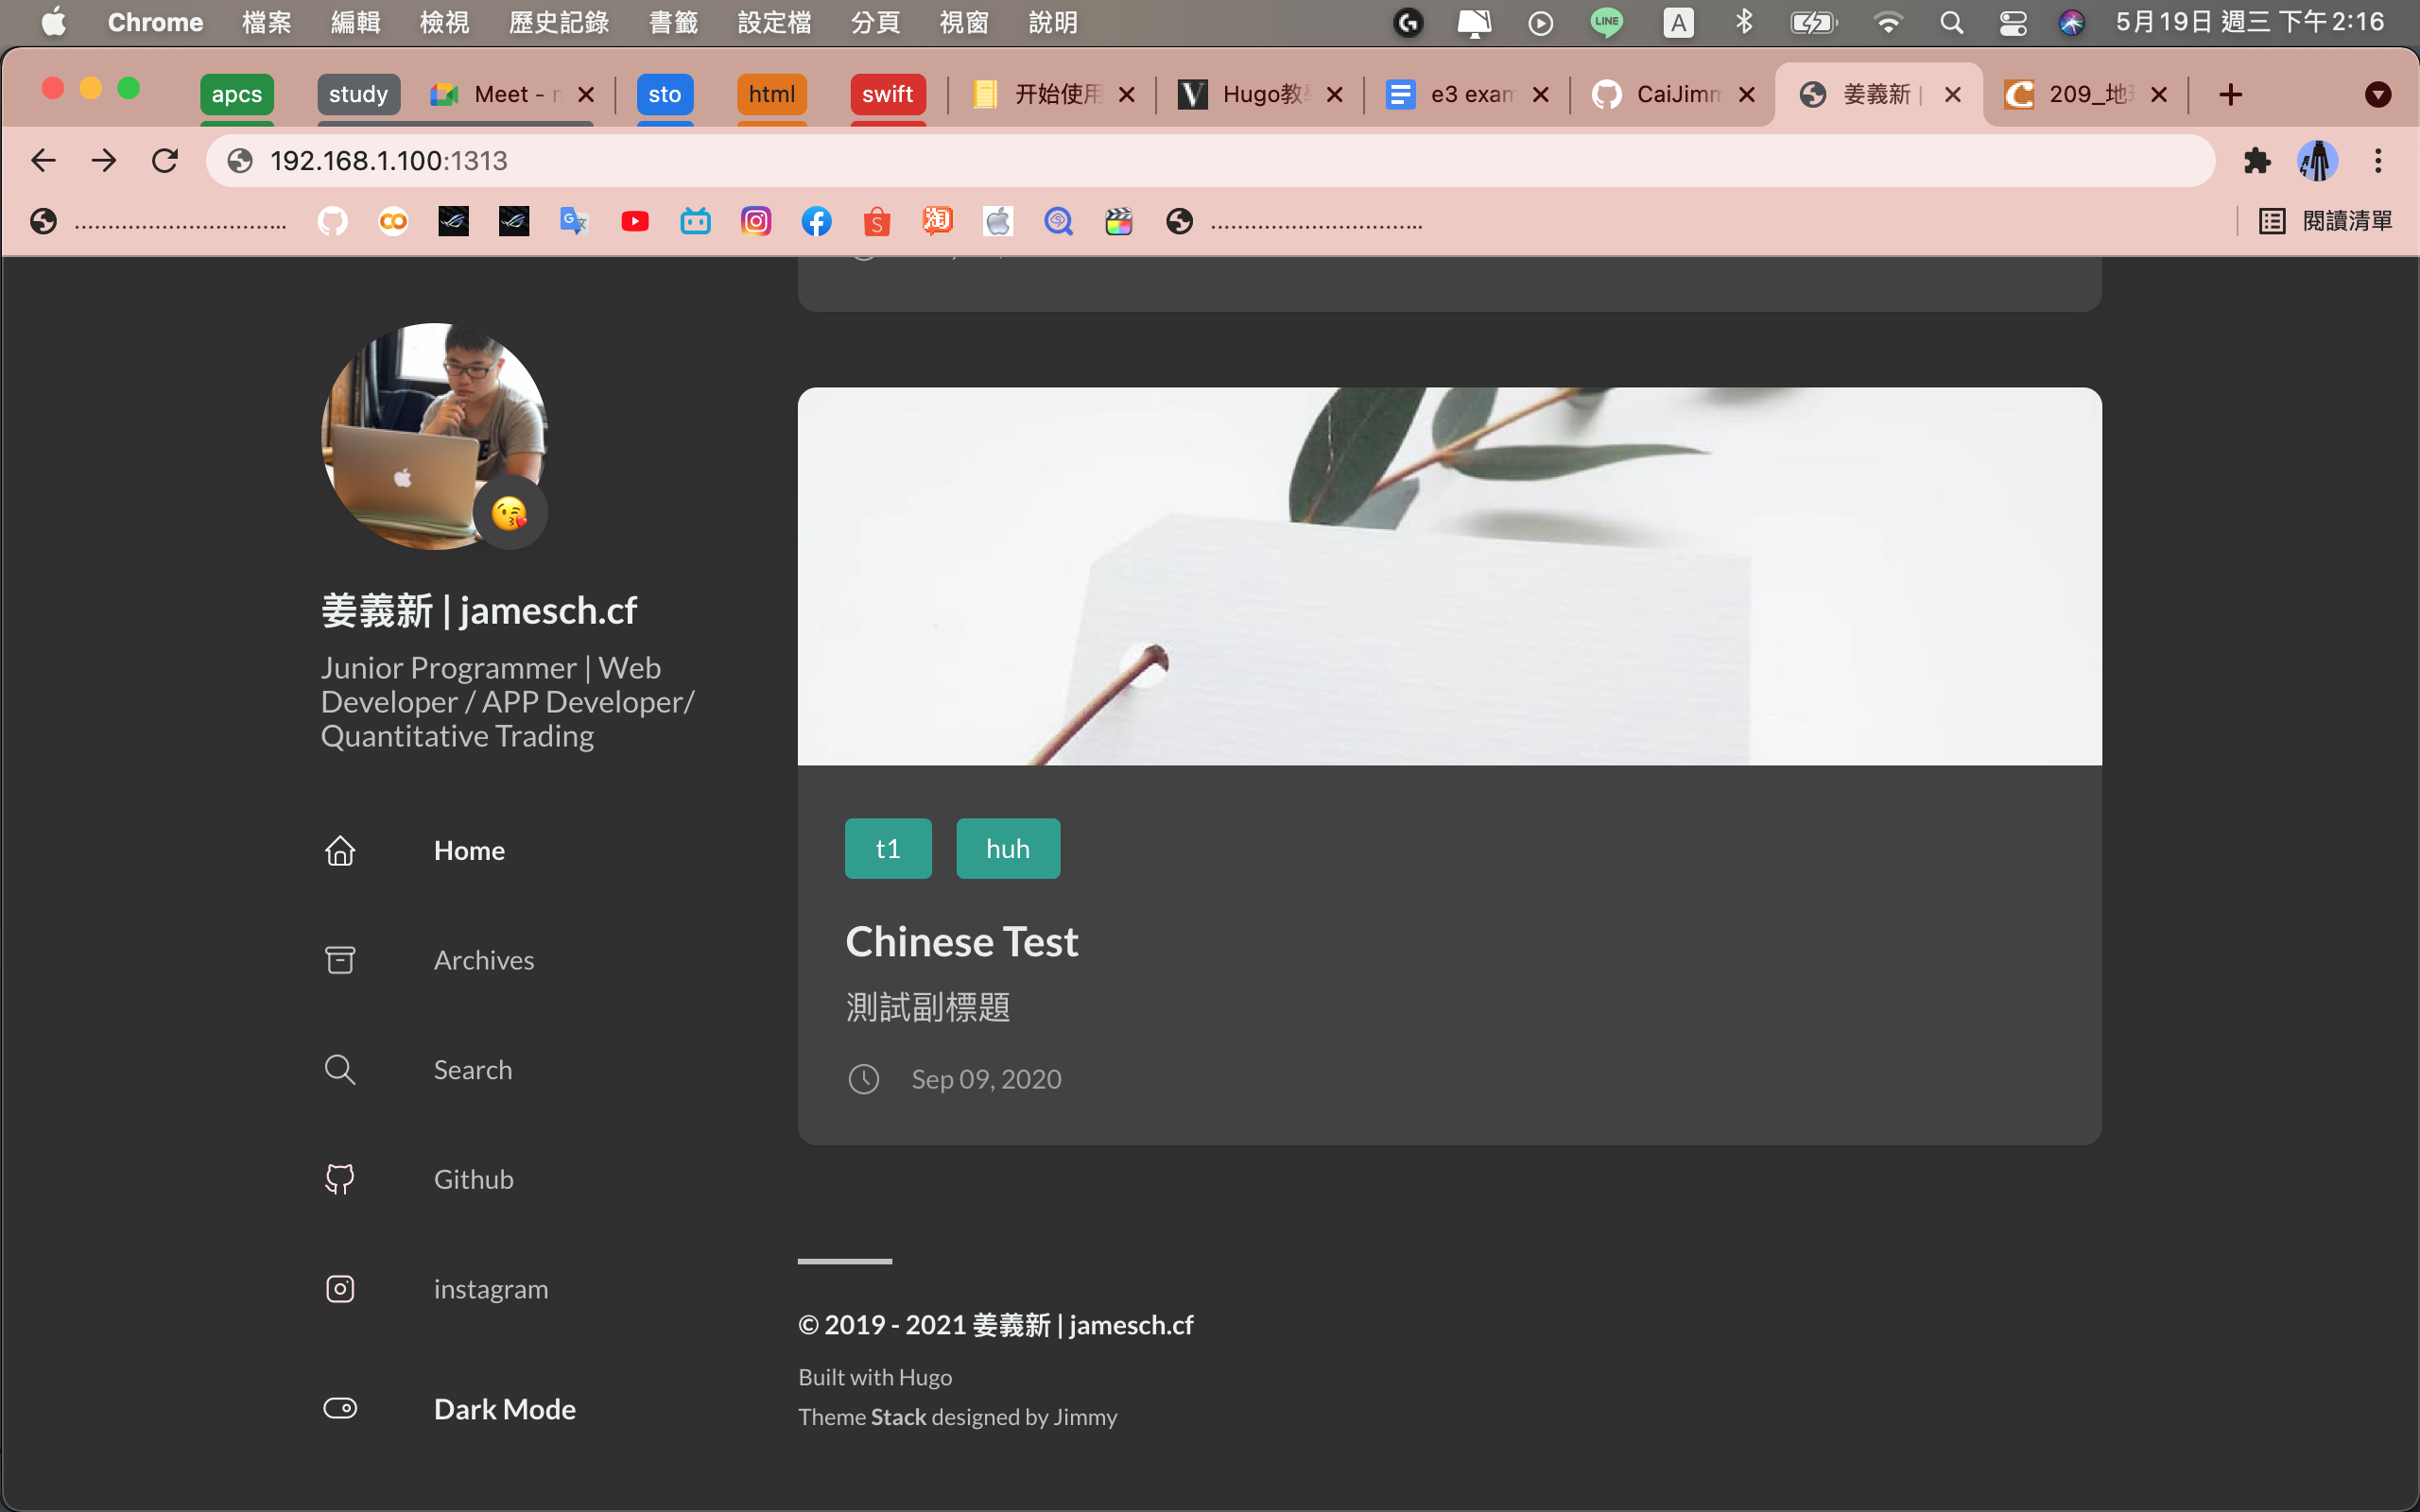 Chrome 檔案 編輯 檢視 歷史記錄 書籤 設定檔 分頁 視窗 說明 LINE A 5月19日 週三 下午2:16
apcs study Meet - sto html swift 开始使用 Hugo教 e3 exam CaiJimm 姜義新 | 209_地
192.168.1.100:1313
閱讀清單
姜義新 | jamesch.cf
Junior Programmer | Web
Developer / APP Developer/
Quantitative Trading
Home
Archives
Search
Github
instagram
Dark Mode
t1 huh
Chinese Test
測試副標題
Sep 09, 2020
© 2019 - 2021 姜義新 | jamesch.cf
Built with Hugo
Theme Stack designed by Jimmy